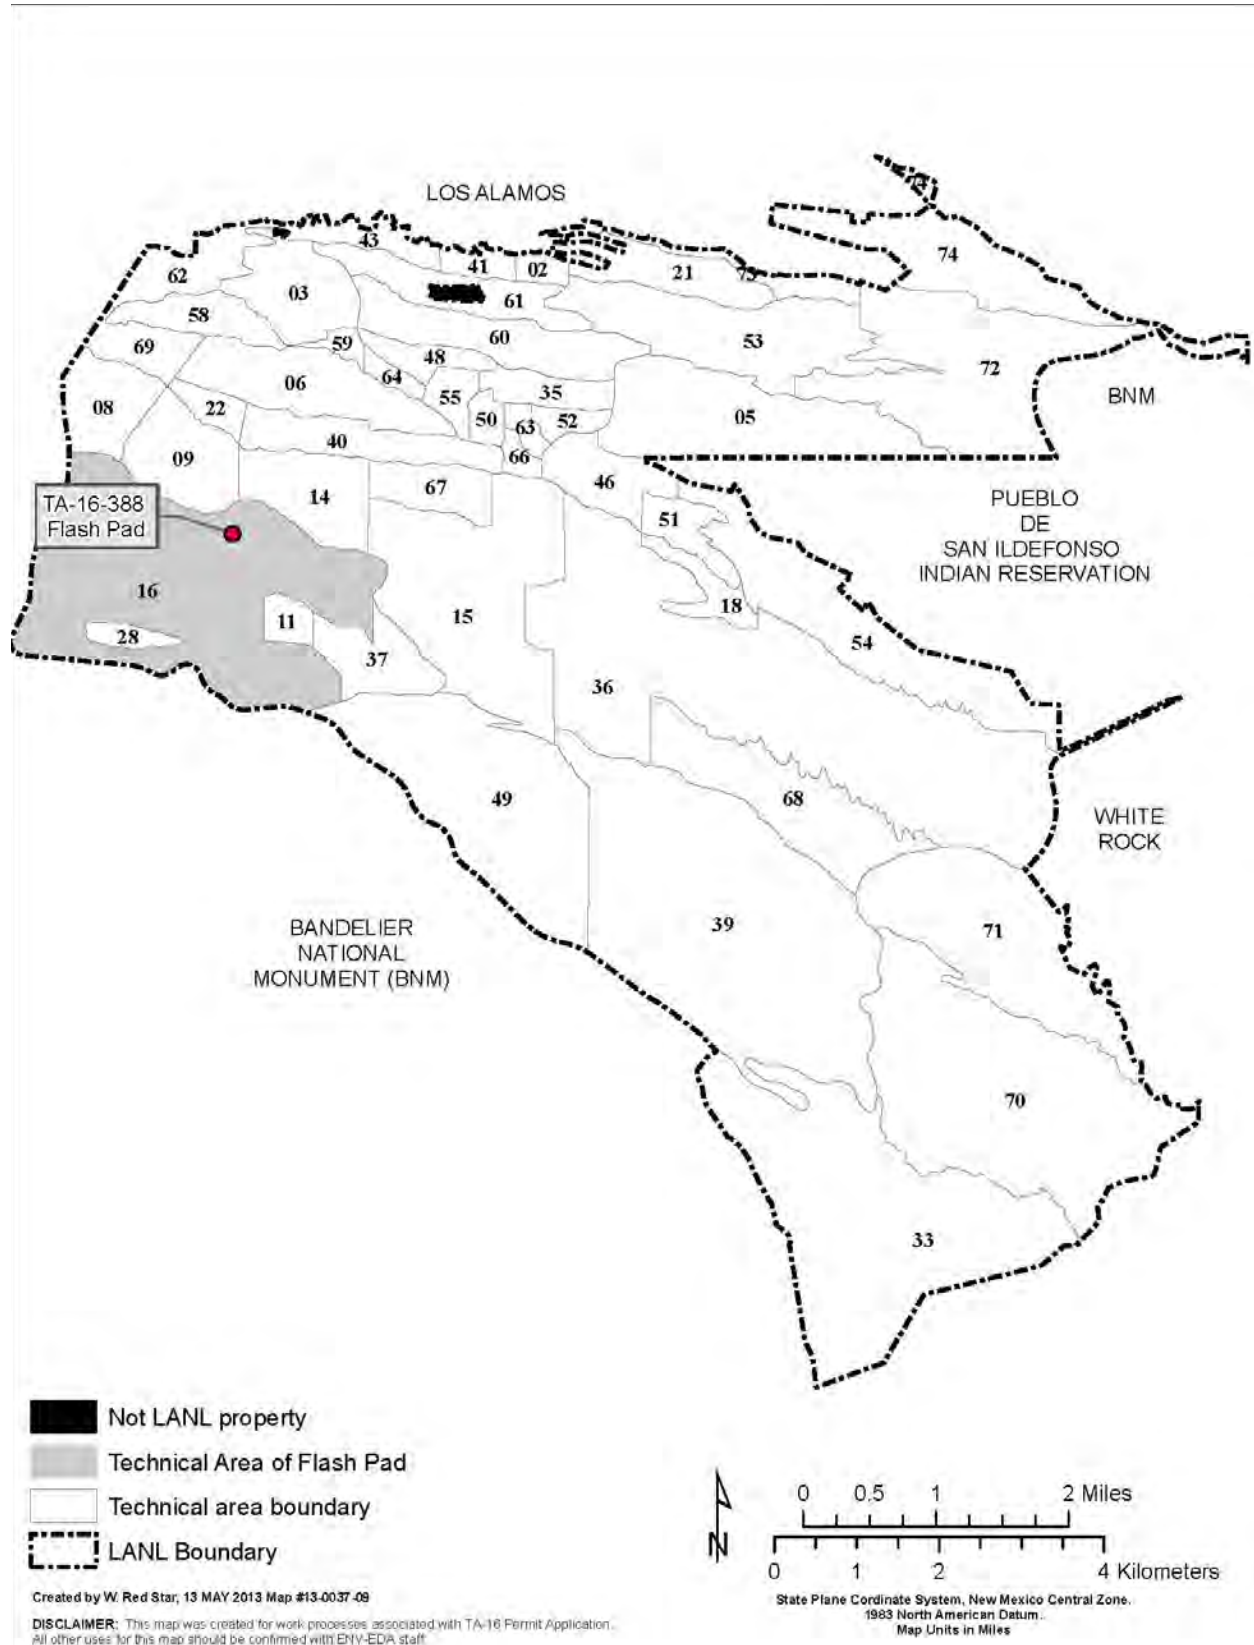 LOS ALAMOS
74
74
43
41
02
21
73
62
03
61
58
60
53
59
48
72
69
64
06
35
BNM
08
22
55
50
63
52
05
40
66
09
46
67
14
PUEBLO
DE
SAN ILDEFONSO
INDIAN RESERVATION
TA-16-388
Flash Pad
51
16
18
15
11
28
54
37
36
49
68
WHITE
ROCK
39
71
BANDELIER
NATIONAL
MONUMENT (BNM)
70
33
Not LANL property
Technical Area of Flash Pad
Technical area boundary
LANL Boundary
N
0 0.5 1 2 Miles
0 1 2 4 Kilometers
Created by W. Red Star, 13 MAY 2013 Map #13-0037-09
DISCLAIMER: This map was created for work processes associated with TA-16 Permit Application.
All other uses for this map should be confirmed with ENV-EDA staff.
State Plane Cordinate System, New Mexico Central Zone.
1983 North American Datum.
Map Units in Miles